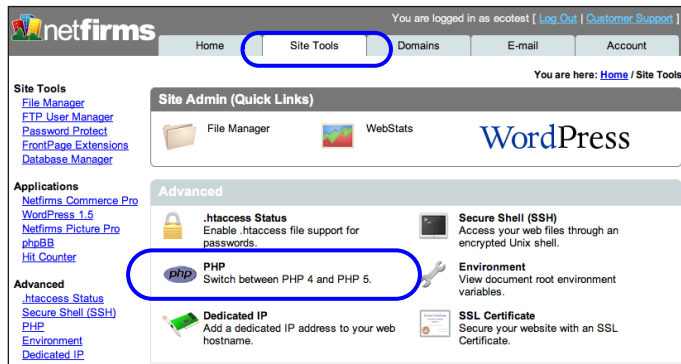 netfirms
You are logged in as ecotest [ Log Out | Customer Support ]
Home
Site Tools
Domains
E-mail
Account
You are here: Home / Site Tools
Site Tools
File Manager
FTP User Manager
Password Protect
FrontPage Extensions
Database Manager
Applications
Netfirms Commerce Pro
WordPress 1.5
Netfirms Picture Pro
phpBB
Hit Counter
Advanced
.htaccess Status
Secure Shell (SSH)
PHP
Environment
Dedicated IP
Site Admin (Quick Links)
File Manager
WebStats
WordPress
Advanced
.htaccess Status
Enable .htaccess file support for
passwords.
Secure Shell (SSH)
Access your web files through an
encrypted Unix shell.
php
PHP
Switch between PHP 4 and PHP 5.
Environment
View document root environment
variables.
Dedicated IP
Add a dedicated IP address to your web
hostname.
SSL Certificate
Secure your website with an SSL
Certificate.